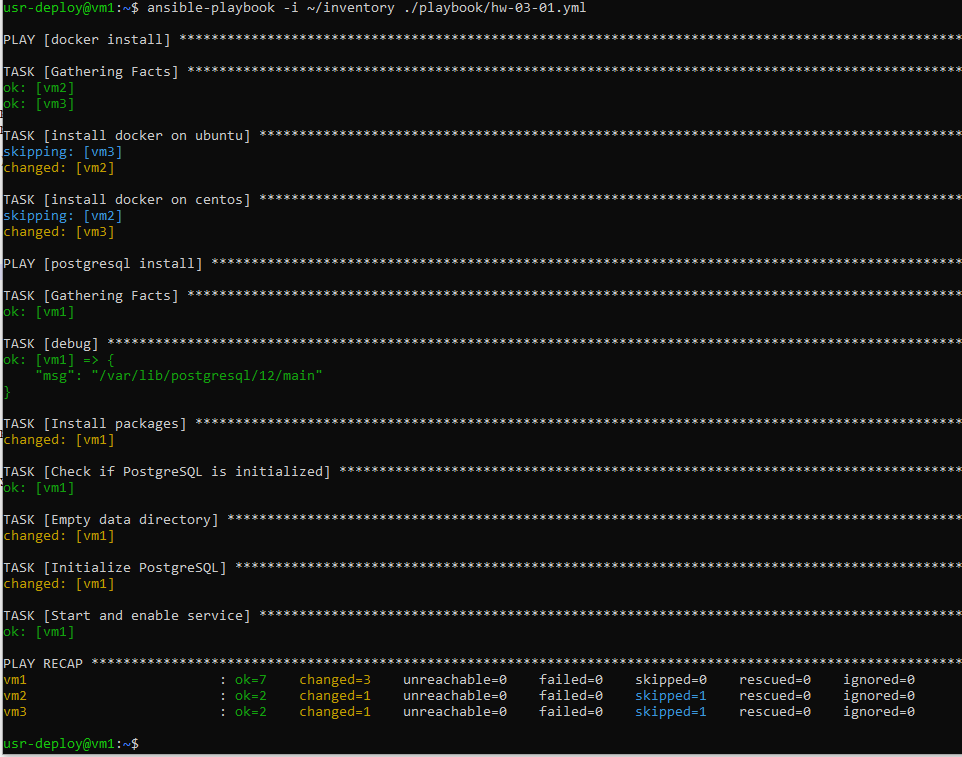 usr-deploy@vm1:~$ ansible-playbook -i ~/inventory ./playbook/hw-03-01.yml
PLAY [docker install] **************************************************************************************************
TASK [Gathering Facts] *************************************************************************************************
ok: [vm2]
ok: [vm3]
TASK [install docker on ubuntu] ****************************************************************************************
skipping: [vm3]
changed: [vm2]
TASK [install docker on centos] ****************************************************************************************
skipping: [vm2]
changed: [vm3]
PLAY [postgresql install] **********************************************************************************************
TASK [Gathering Facts] *************************************************************************************************
ok: [vm1]
TASK [debug] ***********************************************************************************************************
ok: [vm1] => {
    "msg": "/var/lib/postgresql/12/main"
}
TASK [Install packages] ************************************************************************************************
changed: [vm1]
TASK [Check if PostgreSQL is initialized] ******************************************************************************
ok: [vm1]
TASK [Empty data directory] ********************************************************************************************
changed: [vm1]
TASK [Initialize PostgreSQL] *******************************************************************************************
changed: [vm1]
TASK [Start and enable service] ****************************************************************************************
ok: [vm1]
PLAY RECAP *************************************************************************************************************
vm1                        : ok=7    changed=3    unreachable=0    failed=0    skipped=0    rescued=0    ignored=0
vm2                        : ok=2    changed=1    unreachable=0    failed=0    skipped=1    rescued=0    ignored=0
vm3                        : ok=2    changed=1    unreachable=0    failed=0    skipped=1    rescued=0    ignored=0
usr-deploy@vm1:~$